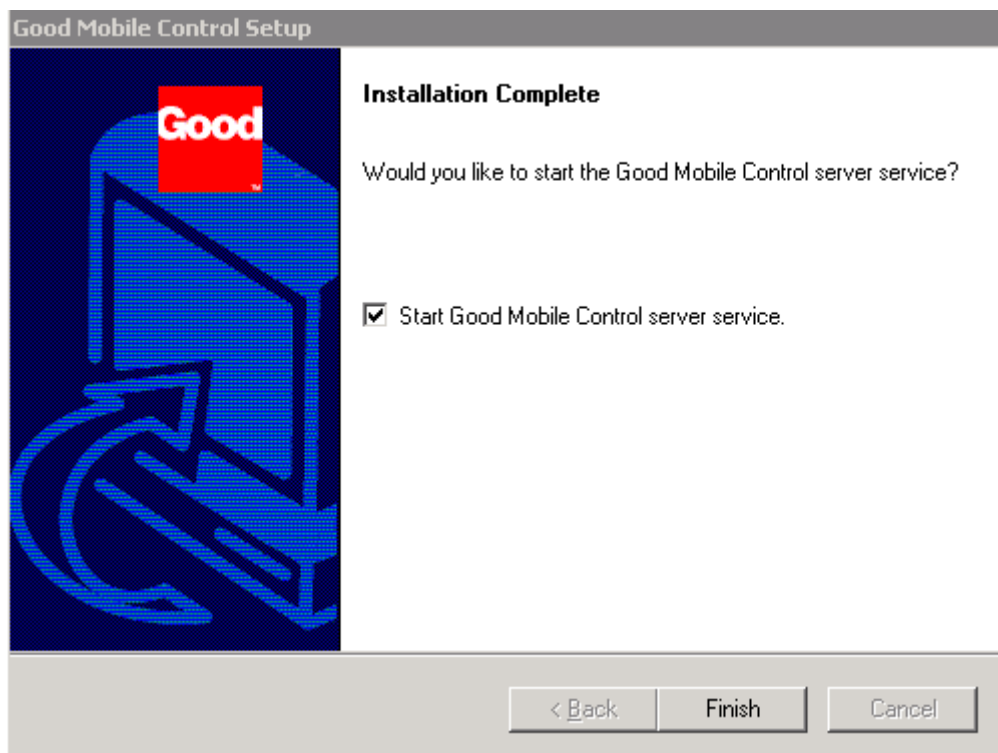 Good Mobile Control Setup
Good
™
Installation Complete
Would you like to start the Good Mobile Control server service?
Start Good Mobile Control server service.
< Back
Finish
Cancel